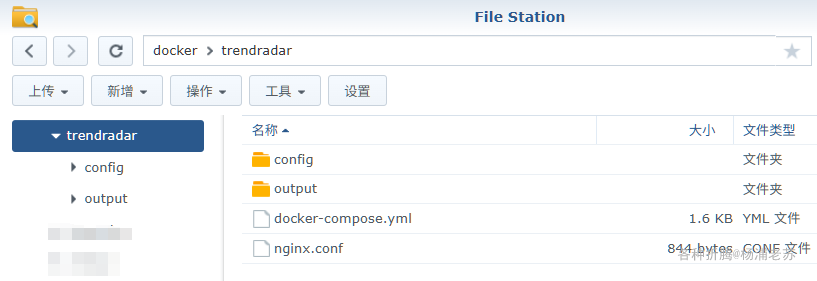 File Station
docker > trendradar
上传 新增 操作 工具 设置
trendradar
config
output
名称 大小 文件类型
config 文件夹
output 文件夹
docker-compose.yml 1.6 KB YML 文件
nginx.conf 844 bytes CONF 文件
各种折腾@杨浦老苏